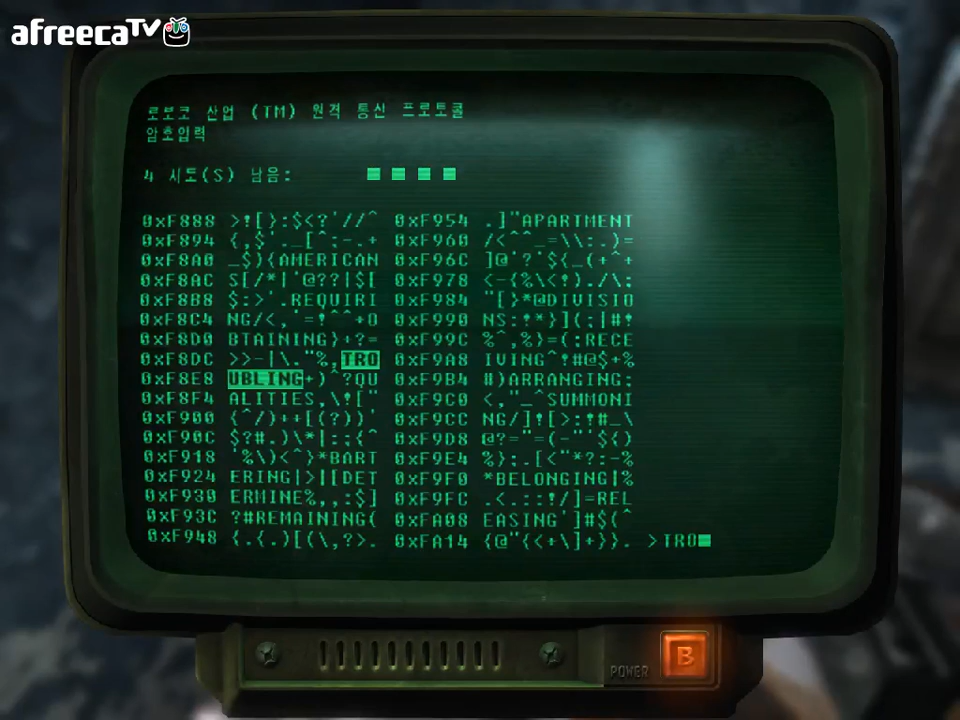 afreecaTV
로보코 산업 (TM) 원격 통신 프로토콜
암호입력
4 시도(S) 남음:
0xF888 >![}:$<?'//^ 0xF954 .]"APARTMENT
0xF894 {,$'._[^;-.+ 0xF960 /<^^_=\\:.)=
0xF8A0 _$){AMERICAN 0xF96C ]@'?'${_(+^+
0xF8AC S[/*|'@??|$[ 0xF978 <-{%\<!)./\;
0xF8B8 $:>'.REQUIRI 0xF984 "[}*@DIVISIO
0xF8C4 NG/<,'=!^^+O 0xF990 NS:!*}](;|#!
0xF8D0 BTAINING}+?= 0xF99C %^,%}=(:RECE
0xF8DC >>-|\."%,TRO 0xF9A8 IVING^!#@$+%
0xF8E8 UBLING+)^?QU 0xF9B4 #)ARRANGING:
0xF8F4 ALITIES,\![" 0xF9C0 <,"_^SUMMONI
0xF900 {^/)++[(?))' 0xF9CC NG/]![>:!#_\
0xF90C $?#.)\*|:;{^ 0xF9D8 @?="=(-"'${)
0xF918 '%\)<^}*BART 0xF9E4 %};.[<"*?:-%
0xF924 ERING|>|[DET 0xF9F0 *BELONGING|%
0xF930 ERMINE%,,:$] 0xF9FC .<.::!/]=REL
0xF93C ?#REMAINING( 0xFA08 EASING']#$(^
0xF948 {.{.)[(\,?>. 0xFA14 {@"{<+\]+}}. >TRO
POWER
B